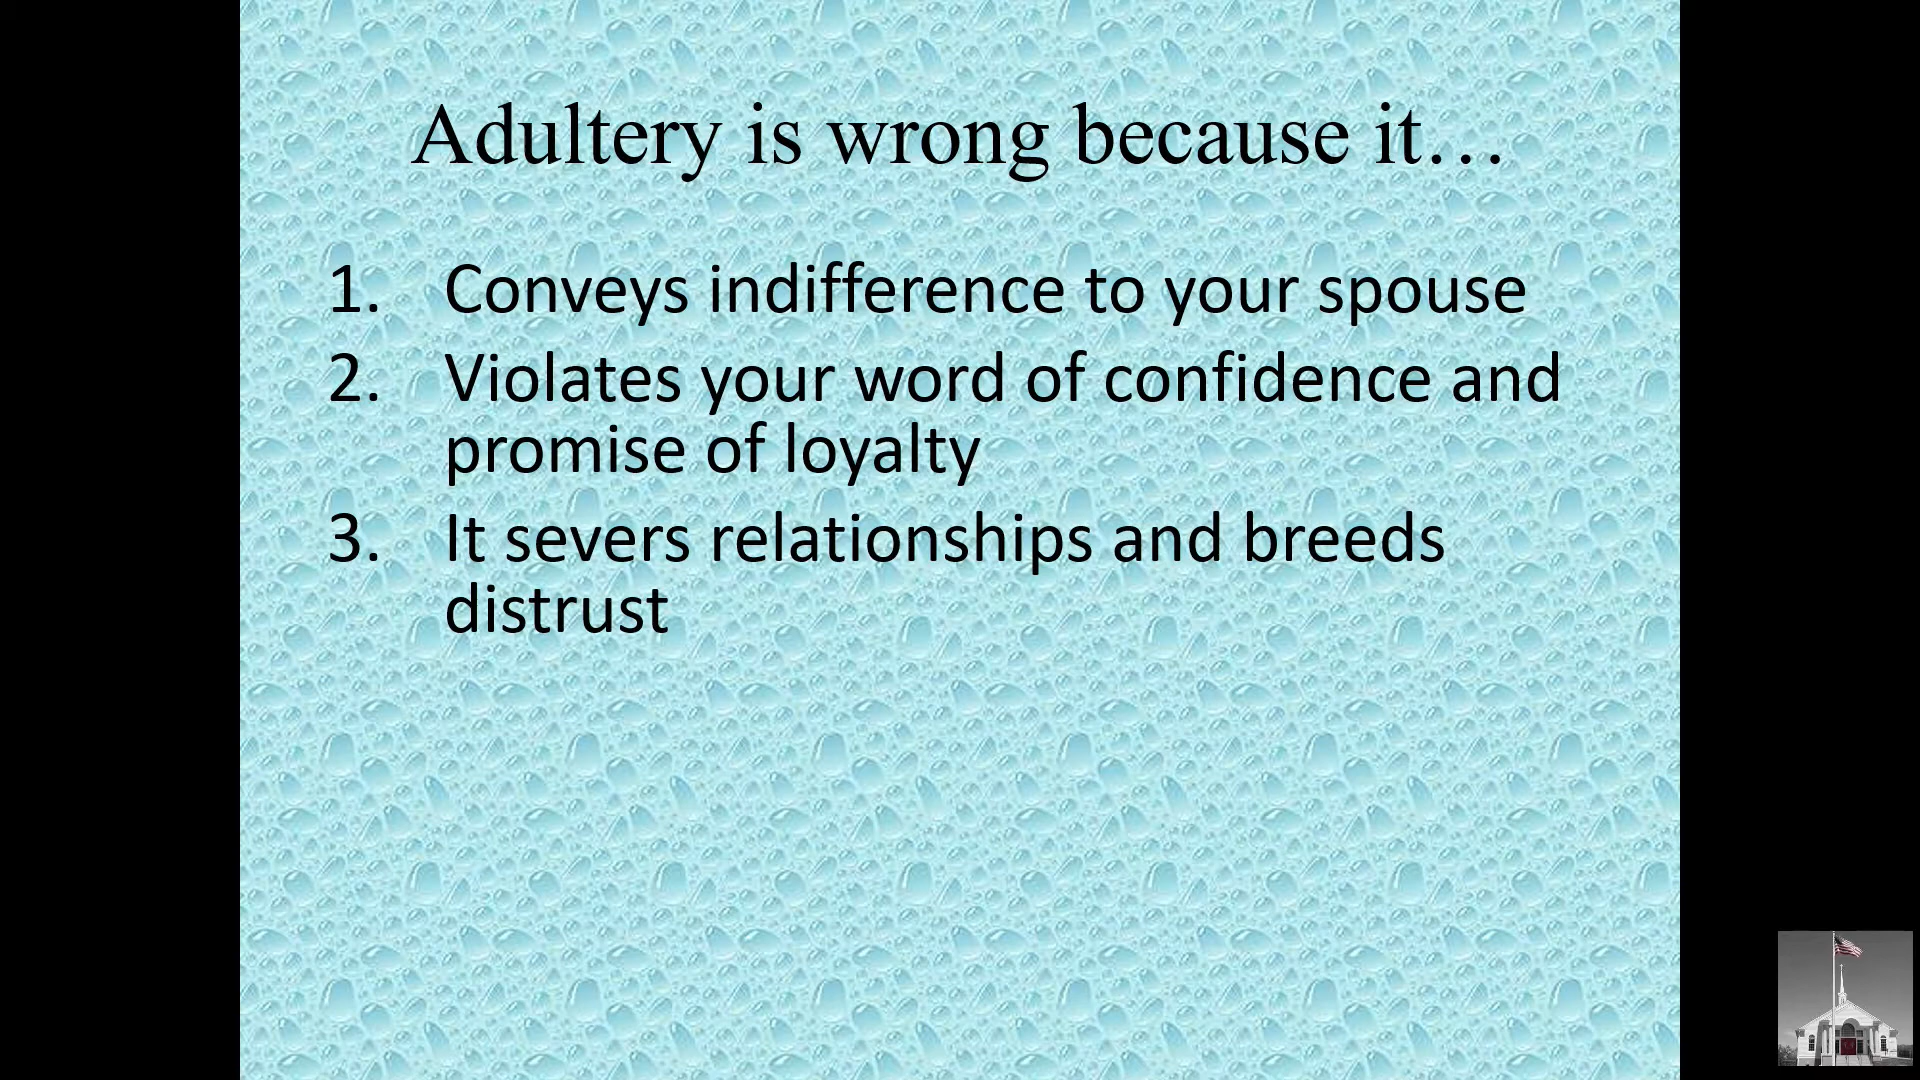 Adultery is wrong because it…
1. Conveys indifference to your spouse
2. Violates your word of confidence and
promise of loyalty
3. It severs relationships and breeds
distrust